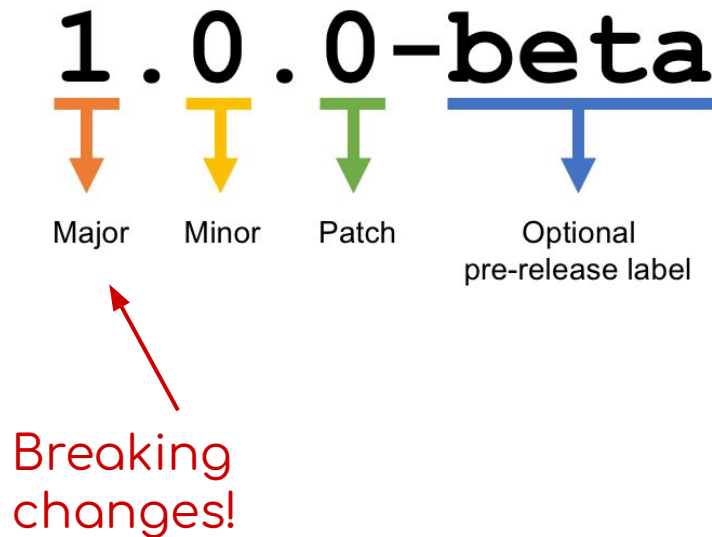 1.0.0-beta
Major Minor Patch Optional
pre-release label
Breaking
changes!